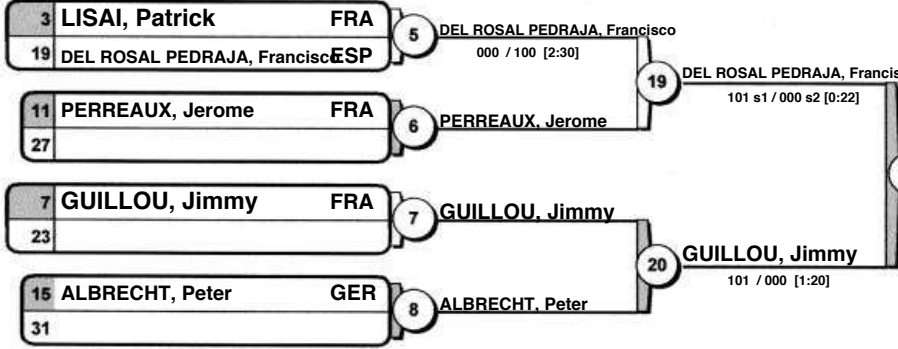 3 LISAI, Patrick FRA
19 DEL ROSAL PEDRAJA, Francisco ESP
5
DEL ROSAL PEDRAJA, Francisco
000 / 100 [2:30]
11 PERREAUX, Jerome FRA
27
6
PERREAUX, Jerome
19
DEL ROSAL PEDRAJA, Francis
101 s1 / 000 s2 [0:22]
7 GUILLOU, Jimmy FRA
23
7
GUILLOU, Jimmy
15 ALBRECHT, Peter GER
31
8
ALBRECHT, Peter
20
GUILLOU, Jimmy
101 / 000 [1:20]